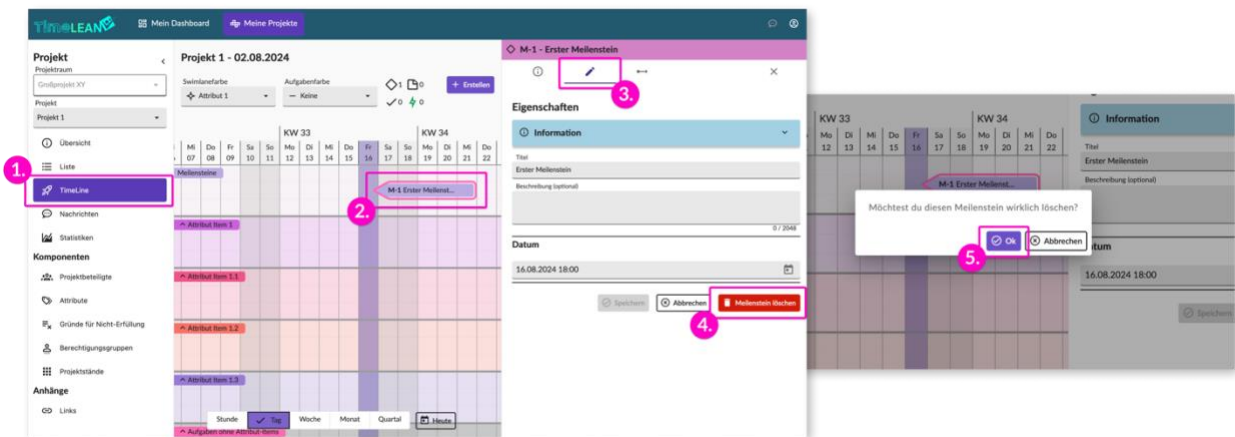 TimeLEAN
Mein Dashboard
Meine Projekte
Projekt
Projektraum
Großprojekt XY
Projekt
Projekt 1
1.
Übersicht
Liste
TimeLine
Nachrichten
Statistiken
Komponenten
Projektbeteiligte
Attribute
Gründe für Nicht-Erfüllung
Berechtigungsgruppen
Projektstände
Anhänge
Links
Projekt 1 - 02.08.2024
Swimlanefarbe
Aufgabenfarbe
Attribut 1
Keine
1
0
0
0
+ Erstellen
KW 33
KW 34
Mi Do Fr Sa So Mo Di Mi Do Fr Sa So Mo Di Mi Do
07 08 09 10 11 12 13 14 15 16 17 18 19 20 21 22
Meilensteine
M-1 Erster Meilenst...
2.
Attribut Item 1
Attribut Item 1.1
Attribut Item 1.2
Attribut Item 1.3
Aufgaben ohne Attribut-Items
Stunde
Tag
Woche
Monat
Quartal
Heute
M-1 - Erster Meilenstein
3.
Eigenschaften
Information
Titel
Erster Meilenstein
Beschreibung (optional)
0 / 2048
Datum
16.08.2024 18:00
Speichern
Abbrechen
Meilenstein löschen
4.
KW 33
KW 34
Mo Di Mi Do Fr Sa So Mo Di Mi Do
12 13 14 15 16 17 18 19 20 21 22
M-1 Erster Meilenst...
Information
Titel
Erster Meilenstein
Beschreibung (optional)
Möchtest du diesen Meilenstein wirklich löschen?
Ok
Abbrechen
5.
atum
16.08.2024 18:00
Speichern